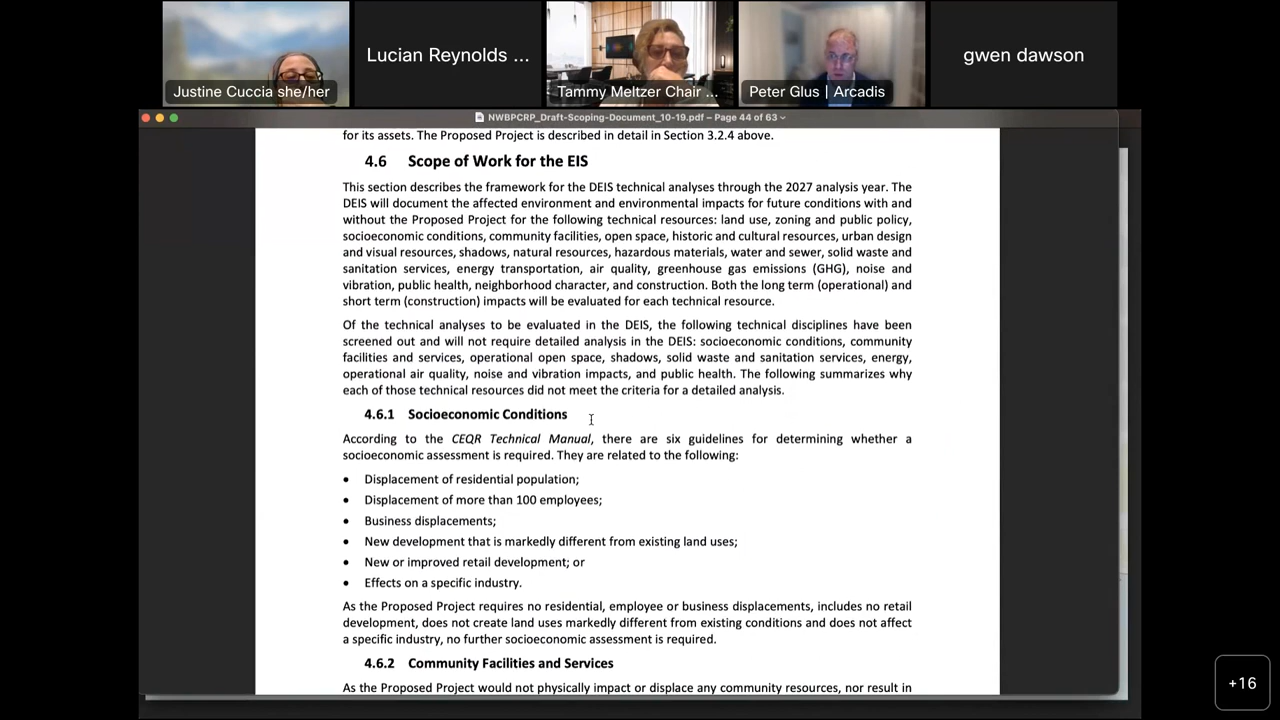 Lucian Reynolds ...
gwen dawson
Justine Cuccia she/her
Tammy Meltzer Chair ...
Peter Glus | Arcadis
NWBPCRP_Draft-Scoping-Document_10-19.pdf – Page 44 of 63
for its assets. The Proposed Project is described in detail in Section 3.2.4 above.
4.6 Scope of Work for the EIS
This section describes the framework for the DEIS technical analyses through the 2027 analysis year. The
DEIS will document the affected environment and environmental impacts for future conditions with and
without the Proposed Project for the following technical resources: land use, zoning and public policy,
socioeconomic conditions, community facilities, open space, historic and cultural resources, urban design
and visual resources, shadows, natural resources, hazardous materials, water and sewer, solid waste and
sanitation services, energy transportation, air quality, greenhouse gas emissions (GHG), noise and
vibration, public health, neighborhood character, and construction. Both the long term (operational) and
short term (construction) impacts will be evaluated for each technical resource.
Of the technical analyses to be evaluated in the DEIS, the following technical disciplines have been
screened out and will not require detailed analysis in the DEIS: socioeconomic conditions, community
facilities and services, operational open space, shadows, solid waste and sanitation services, energy,
operational air quality, noise and vibration impacts, and public health. The following summarizes why
each of those technical resources did not meet the criteria for a detailed analysis.
4.6.1 Socioeconomic Conditions
According to the CEQR Technical Manual, there are six guidelines for determining whether a
socioeconomic assessment is required. They are related to the following:
• Displacement of residential population;
• Displacement of more than 100 employees;
• Business displacements;
• New development that is markedly different from existing land uses;
• New or improved retail development; or
• Effects on a specific industry.
As the Proposed Project requires no residential, employee or business displacements, includes no retail
development, does not create land uses markedly different from existing conditions and does not affect
a specific industry, no further socioeconomic assessment is required.
4.6.2 Community Facilities and Services
As the Proposed Project would not physically impact or displace any community resources, nor result in
+16